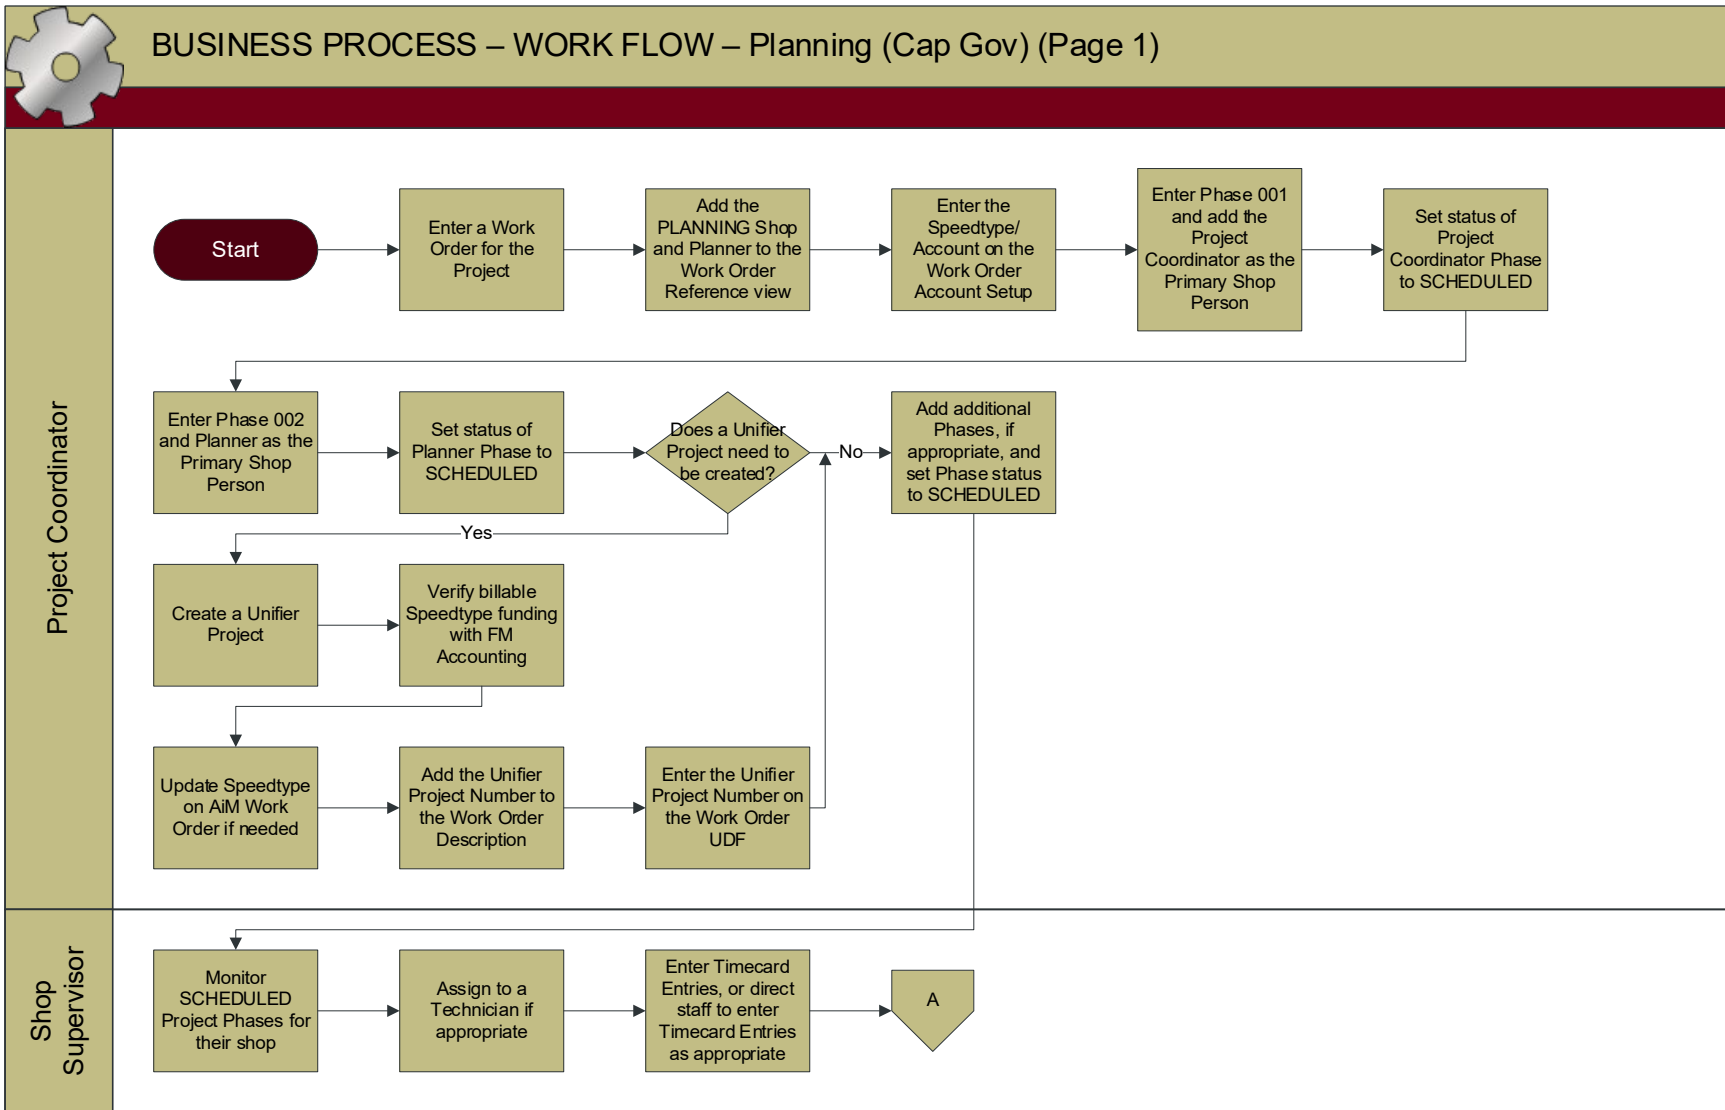 BUSINESS PROCESS – WORK FLOW – Planning (Cap Gov) (Page 1)
Project Coordinator
Start
Enter a Work
Order for the
Project
Add the
PLANNING Shop
and Planner to the
Work Order
Reference view
Enter the
Speedtype/
Account on the
Work Order
Account Setup
Enter Phase 001
and add the
Project
Coordinator as the
Primary Shop
Person
Set status of
Project
Coordinator Phase
to SCHEDULED
Enter Phase 002
and Planner as the
Primary Shop
Person
Set status of
Planner Phase to
SCHEDULED
Does a Unifier
Project need to
be created?
No
Add additional
Phases, if
appropriate, and
set Phase status
to SCHEDULED
Yes
Create a Unifier
Project
Verify billable
Speedtype funding
with FM
Accounting
Update Speedtype
on AiM Work
Order if needed
Add the Unifier
Project Number to
the Work Order
Description
Enter the Unifier
Project Number on
the Work Order
UDF
Shop
Supervisor
Monitor
SCHEDULED
Project Phases for
their shop
Assign to a
Technician if
appropriate
Enter Timecard
Entries, or direct
staff to enter
Timecard Entries
as appropriate
A